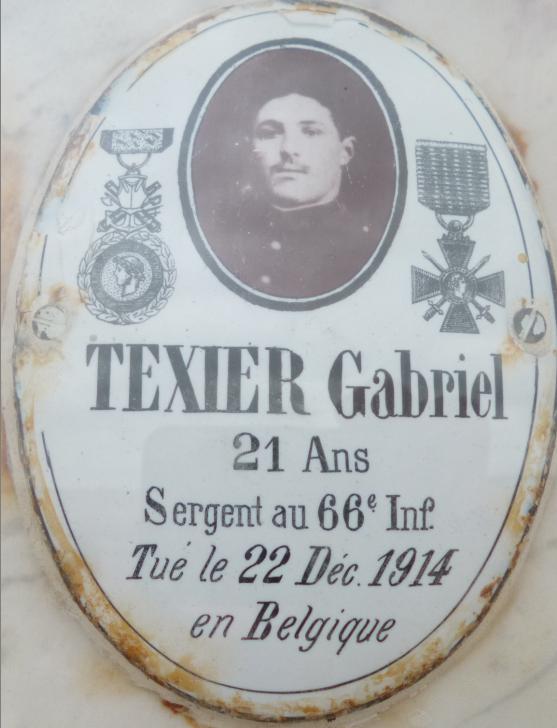 TEXIER Gabriel
21 Ans
Sergent au 66e Inf.
Tué le 22 Déc. 1914
en Belgique